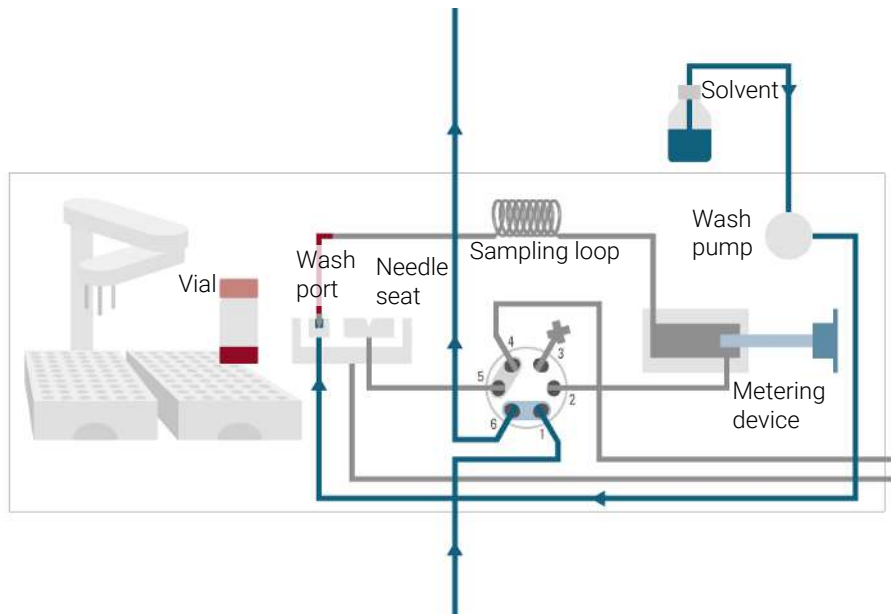 Solvent
Wash
pump
Sampling loop
Wash
port
Needle
seat
Vial
4
3
5
2
6
1
Metering
device